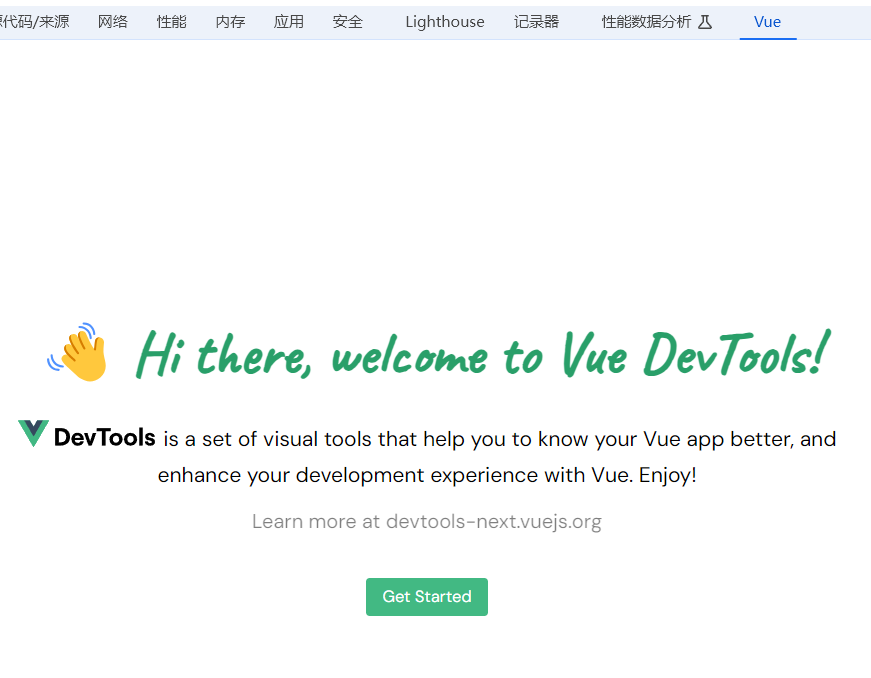 代码/来源 网络 性能 内存 应用 安全 Lighthouse 记录器 性能数据分析 Vue
Hi there, welcome to Vue DevTools!
DevTools is a set of visual tools that help you to know your Vue app better, and
enhance your development experience with Vue. Enjoy!
Learn more at devtools-next.vuejs.org
Get Started